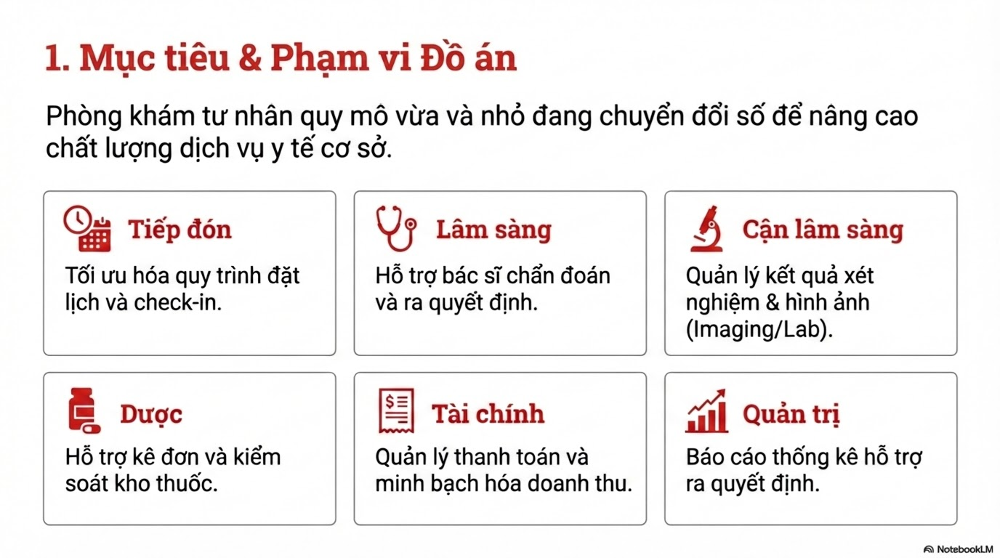 1. Mục tiêu & Phạm vi Đồ án
Phòng khám tư nhân quy mô vừa và nhỏ đang chuyển đổi số để nâng cao
chất lượng dịch vụ y tế cơ sở.
Tiếp đón
Tối ưu hóa quy trình đặt
lịch và check-in.
Lâm sàng
Hỗ trợ bác sĩ chẩn đoán
và ra quyết định.
Cận lâm sàng
Quản lý kết quả xét
nghiệm & hình ảnh
(Imaging/Lab).
Dược
Hỗ trợ kê đơn và kiểm
soát kho thuốc.
$
Tài chính
Quản lý thanh toán và
minh bạch hóa doanh thu.
Quản trị
Báo cáo thống kê hỗ trợ
ra quyết định.
NotebookLM